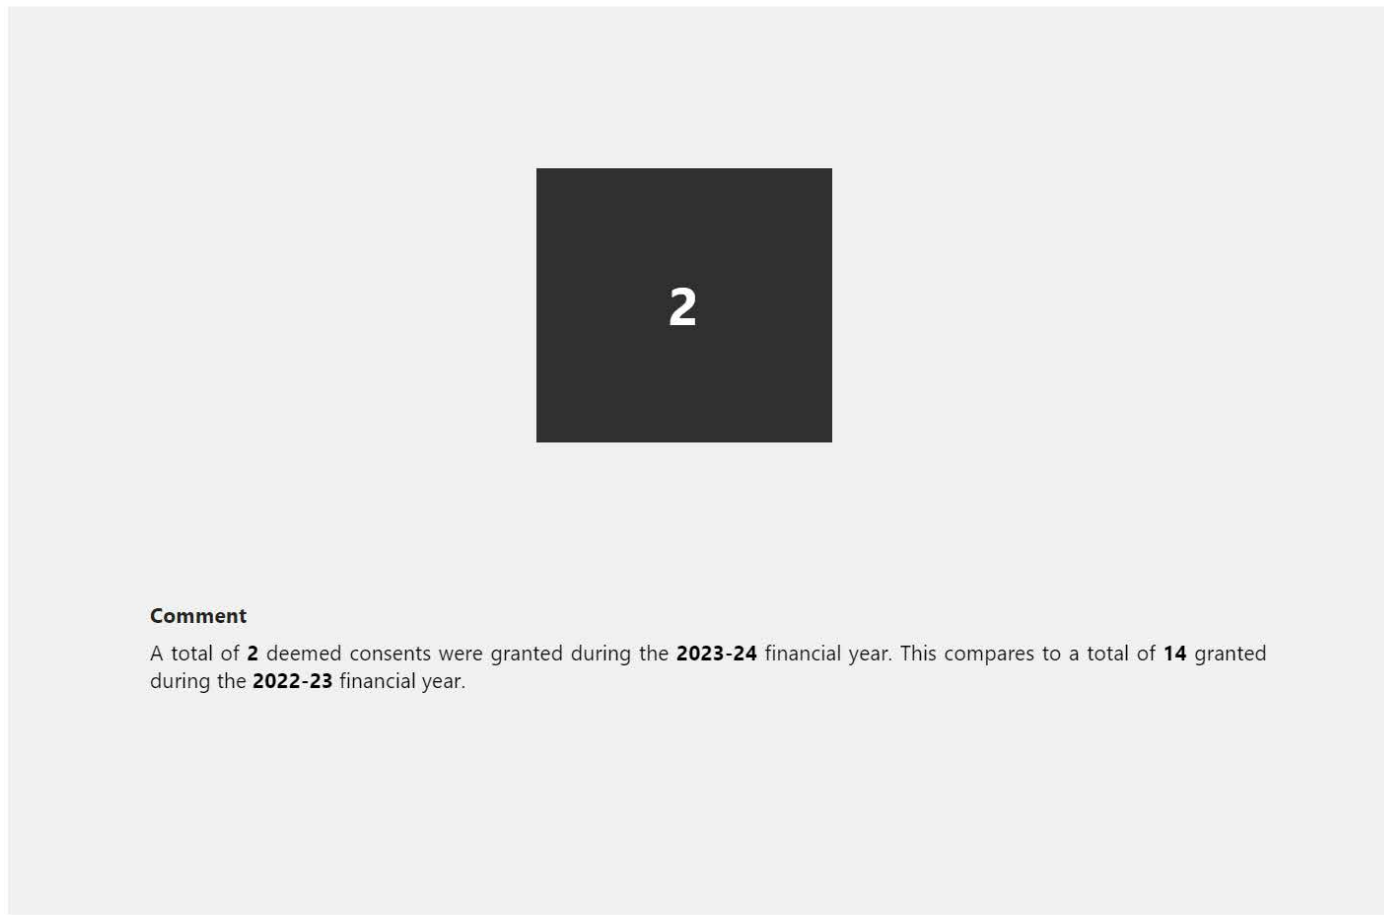 2
Comment
A total of 2 deemed consents were granted during the 2023-24 financial year. This compares to a total of 14 granted
during the 2022-23 financial year.